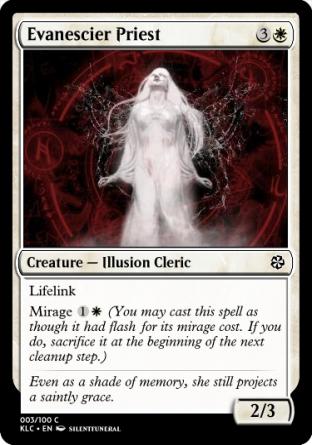 Evanescier Priest 3
Creature — Illusion Cleric
Lifelink
Mirage 1 (You may cast this spell as
though it had flash for its mirage cost. If you
do, sacrifice it at the beginning of the next
cleanup step.)
Even as a shade of memory, she still projects
a saintly grace.
2/3
003/100 C
KLC • EN SILENTFUNERAL